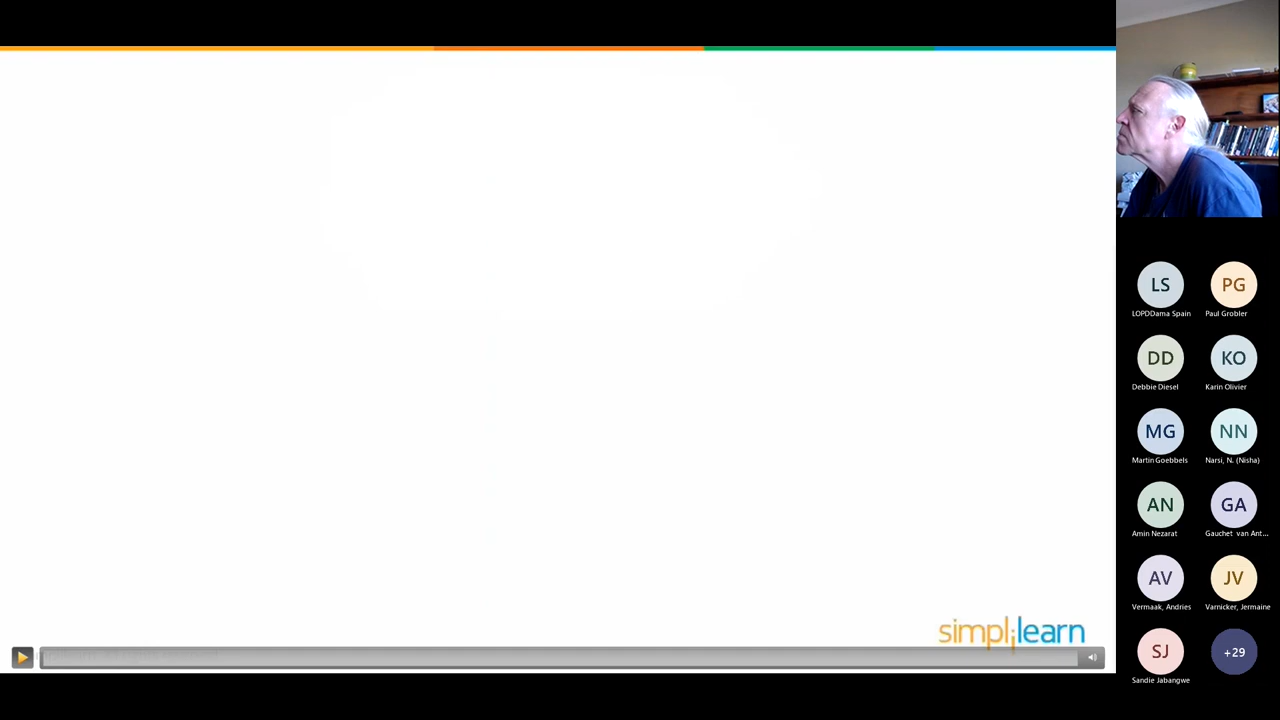 simplilearn
LS
PG
LOPDDama Spain
Paul Grobler
DD
KO
Debbie Diesel
Karin Olivier
MG
NN
Martin Goebbels
Narsi, N. (Nisha)
AN
GA
Amin Nezarat
Gauchet van Ant...
AV
JV
Vermaak, Andries
Varnicker, Jermaine
SJ
+29
Sandie Jabangwe